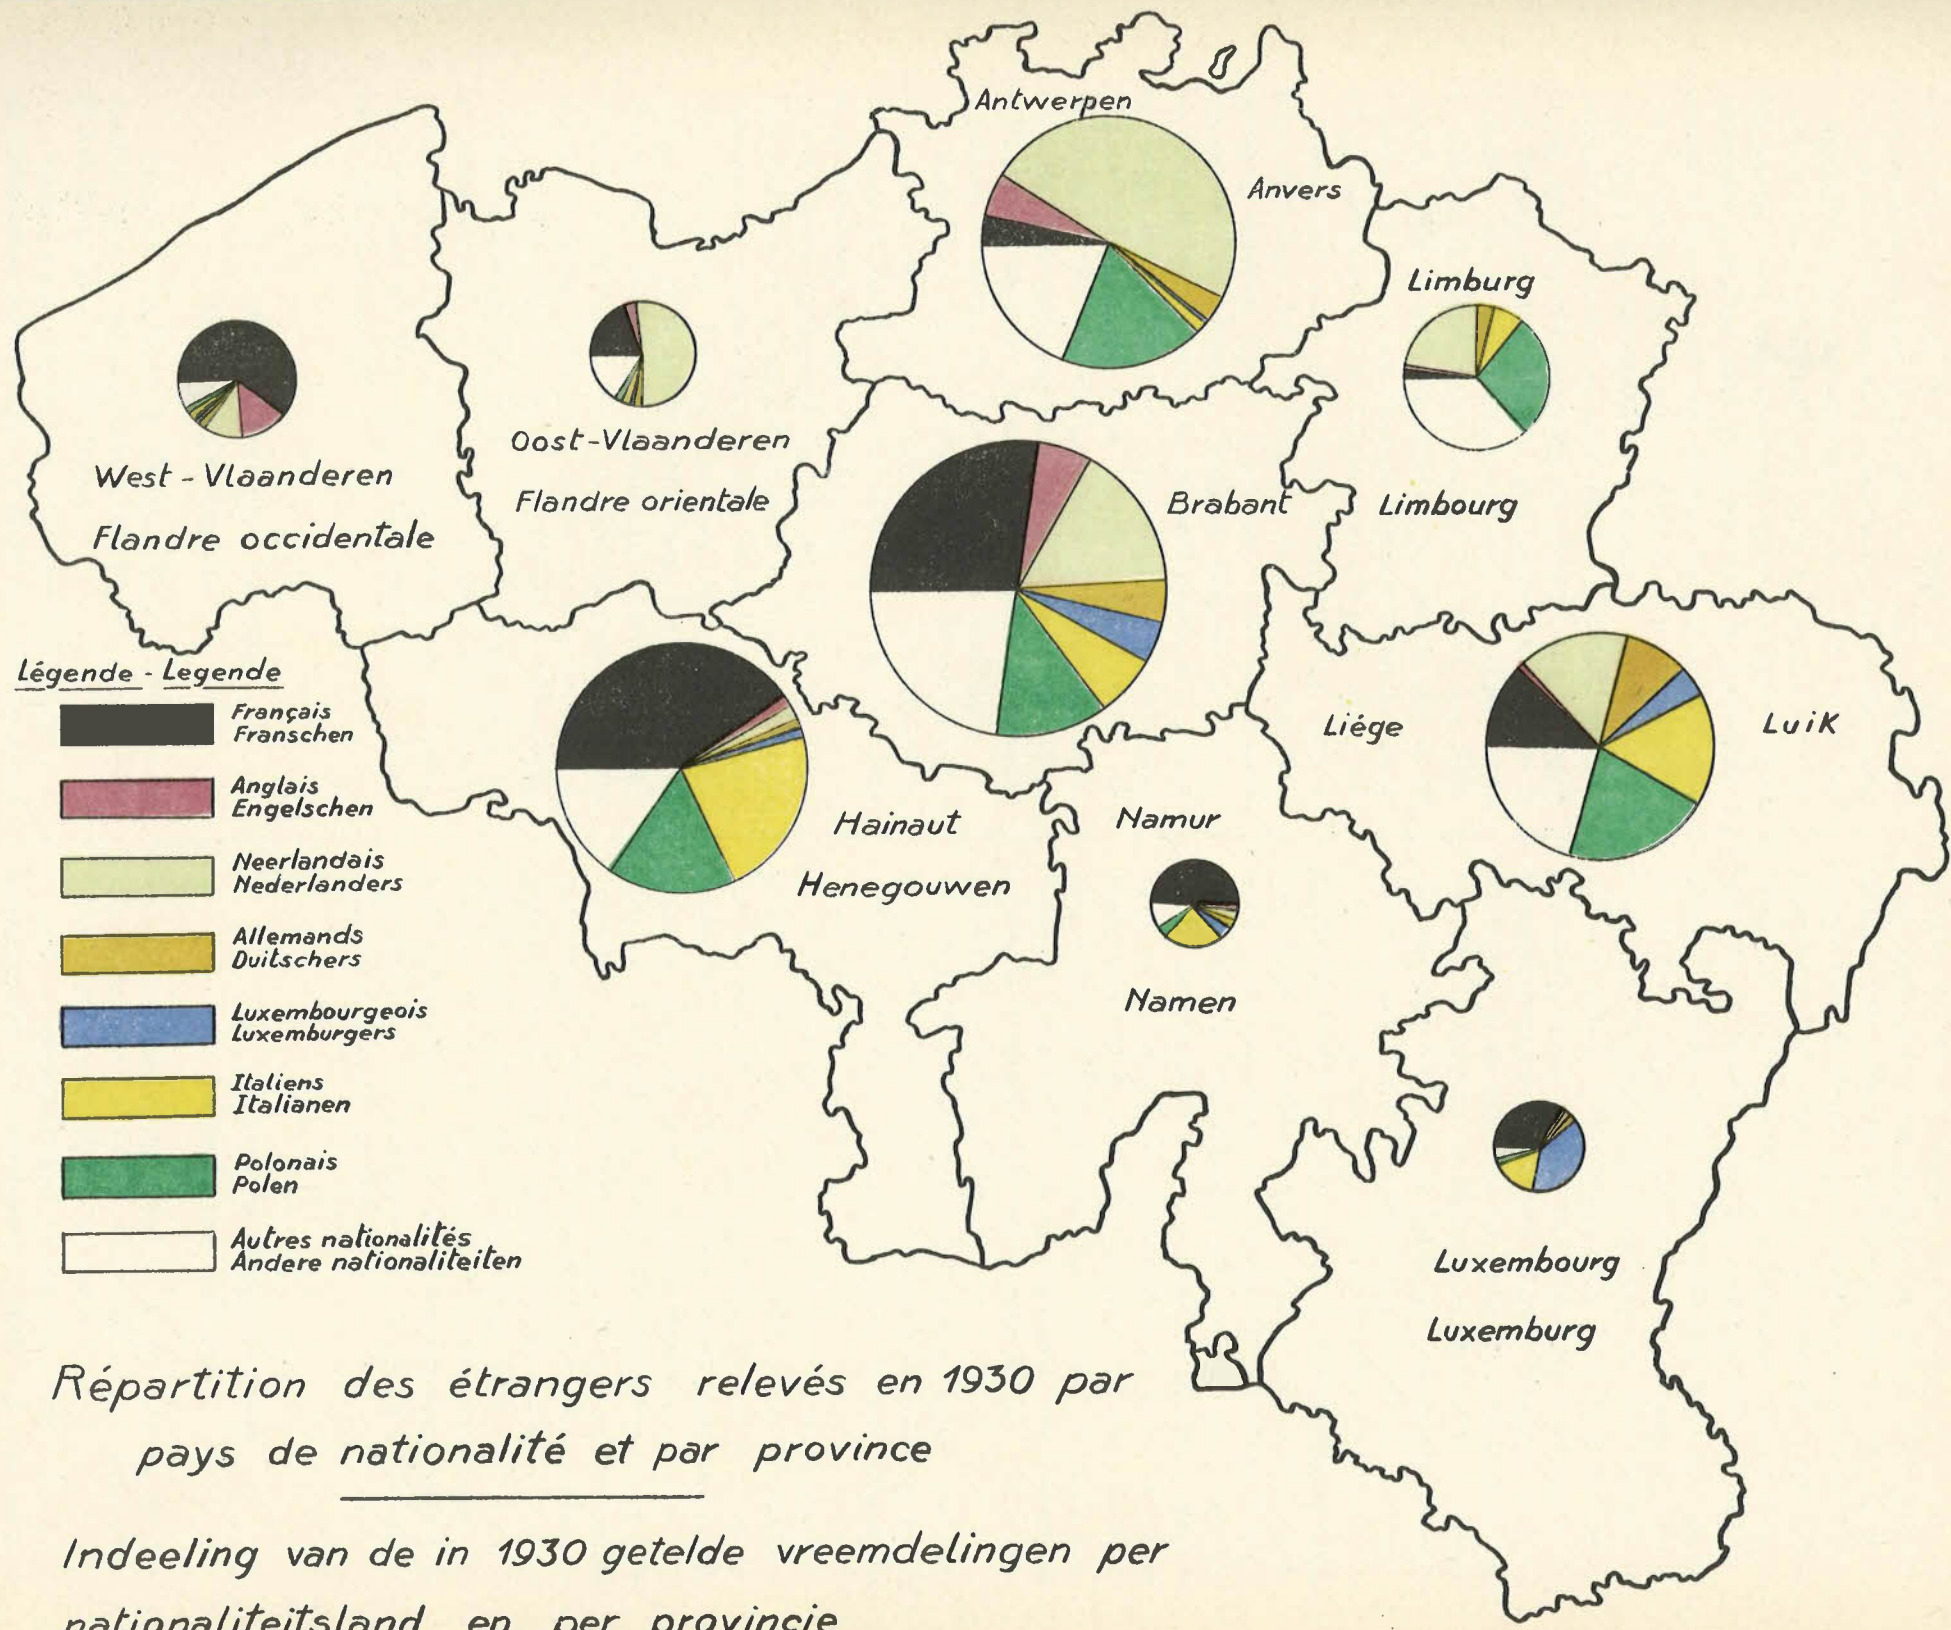 Antwerpen
Anvers
Limburg
Limbourg
West - Vlaanderen
Flandre occidentale
Oost-Vlaanderen
Flandre orientale
Brabant
Liége
Luik
Hainaut
Henegouwen
Namur
Namen
Luxembourg
Luxemburg
Légende - Legende
Français
Franschen
Anglais
Engelschen
Neerlandais
Nederlanders
Allemands
Duitschers
Luxembourgeois
Luxemburgers
Italiens
Italianen
Polonais
Polen
Autres nationalités
Andere nationaliteiten
Répartition des étrangers relevés en 1930 par
pays de nationalité et par province
Indeeling van de in 1930 getelde vreemdelingen per
nationaliteitsland en per provincie